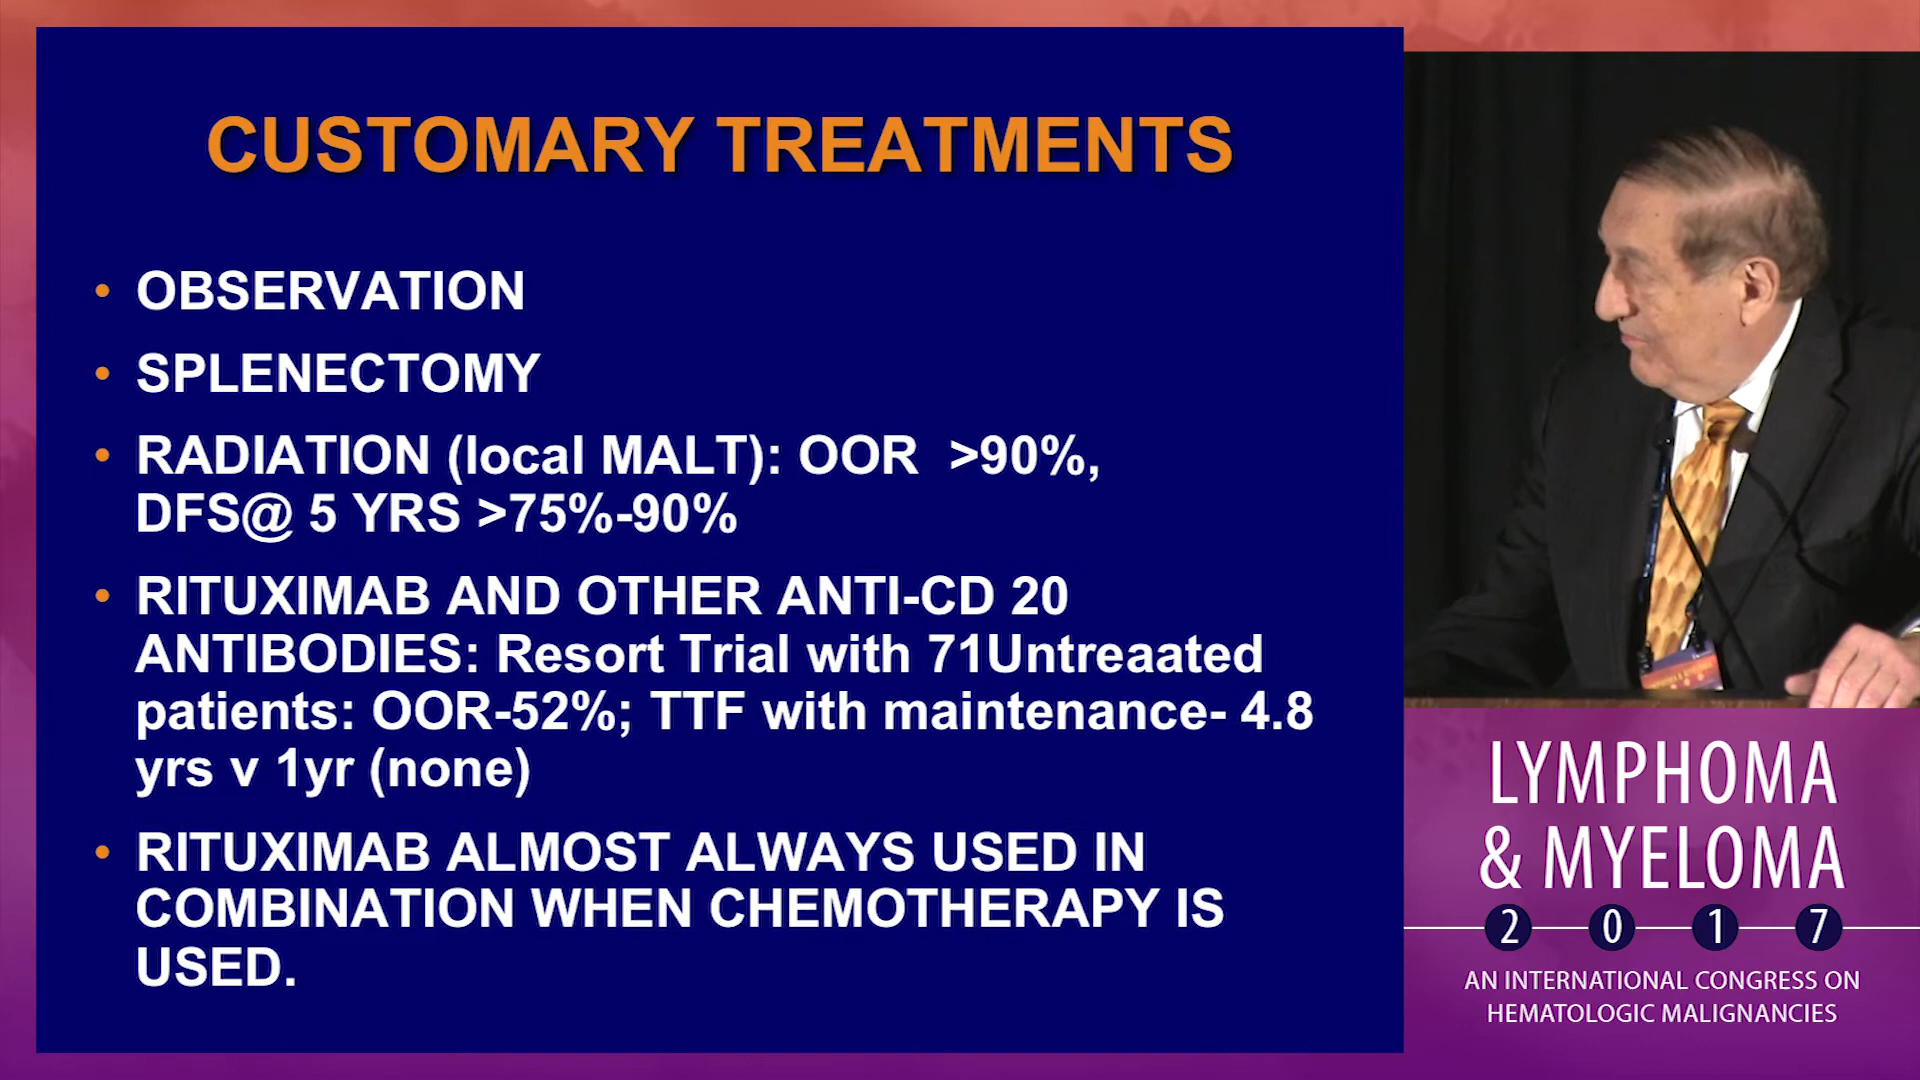 CUSTOMARY TREATMENTS
• OBSERVATION
• SPLENECTOMY
• RADIATION (local MALT): OOR >90%,
DFS@ 5 YRS >75%-90%
• RITUXIMAB AND OTHER ANTI-CD 20
ANTIBODIES: Resort Trial with 71Untreaated
patients: OOR-52%; TTF with maintenance- 4.8
yrs v 1yr (none)
• RITUXIMAB ALMOST ALWAYS USED IN
COMBINATION WHEN CHEMOTHERAPY IS
USED.
LYMPHOMA
& MYELOMA
2 0 1 7
AN INTERNATIONAL CONGRESS ON
HEMATOLOGIC MALIGNANCIES